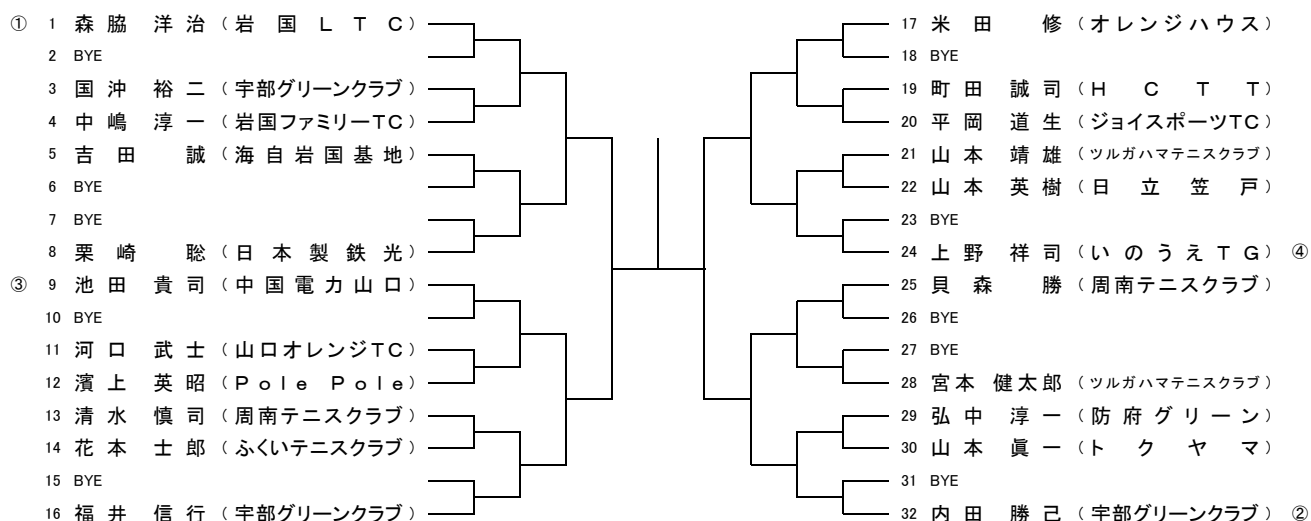 ① 1 森脇 洋治 (岩国LTC)
2 BYE
3 国沖 裕二 (宇部グリーンクラブ)
4 中嶋 淳一 (岩国ファミリーTC)
5 吉田 誠 (海自岩国基地)
6 BYE
7 BYE
8 栗崎 聡 (日本製鉄光)
③ 9 池田 貴司 (中国電力山口)
10 BYE
11 河口 武士 (山口オレンジTC)
12 濱上 英昭 (Pole Pole)
13 清水 慎司 (周南テニスクラブ)
14 花本 士郎 (ふくいテニスクラブ)
15 BYE
16 福井 信行 (宇部グリーンクラブ)
17 米田 修 (オレンジハウス)
18 BYE
19 町田 誠司 (HCTT)
20 平岡 道生 (ジョイスポーツTC)
21 山本 靖雄 (ツルガハマテニスクラブ)
22 山本 英樹 (日立笠戸)
23 BYE
24 上野 祥司 (いのうえTG) ④
25 貝森 勝 (周南テニスクラブ)
26 BYE
27 BYE
28 宮本 健太郎 (ツルガハマテニスクラブ)
29 弘中 淳一 (防府グリーン)
30 山本 眞一 (トクヤマ)
31 BYE
32 内田 勝己 (宇部グリーンクラブ) ②